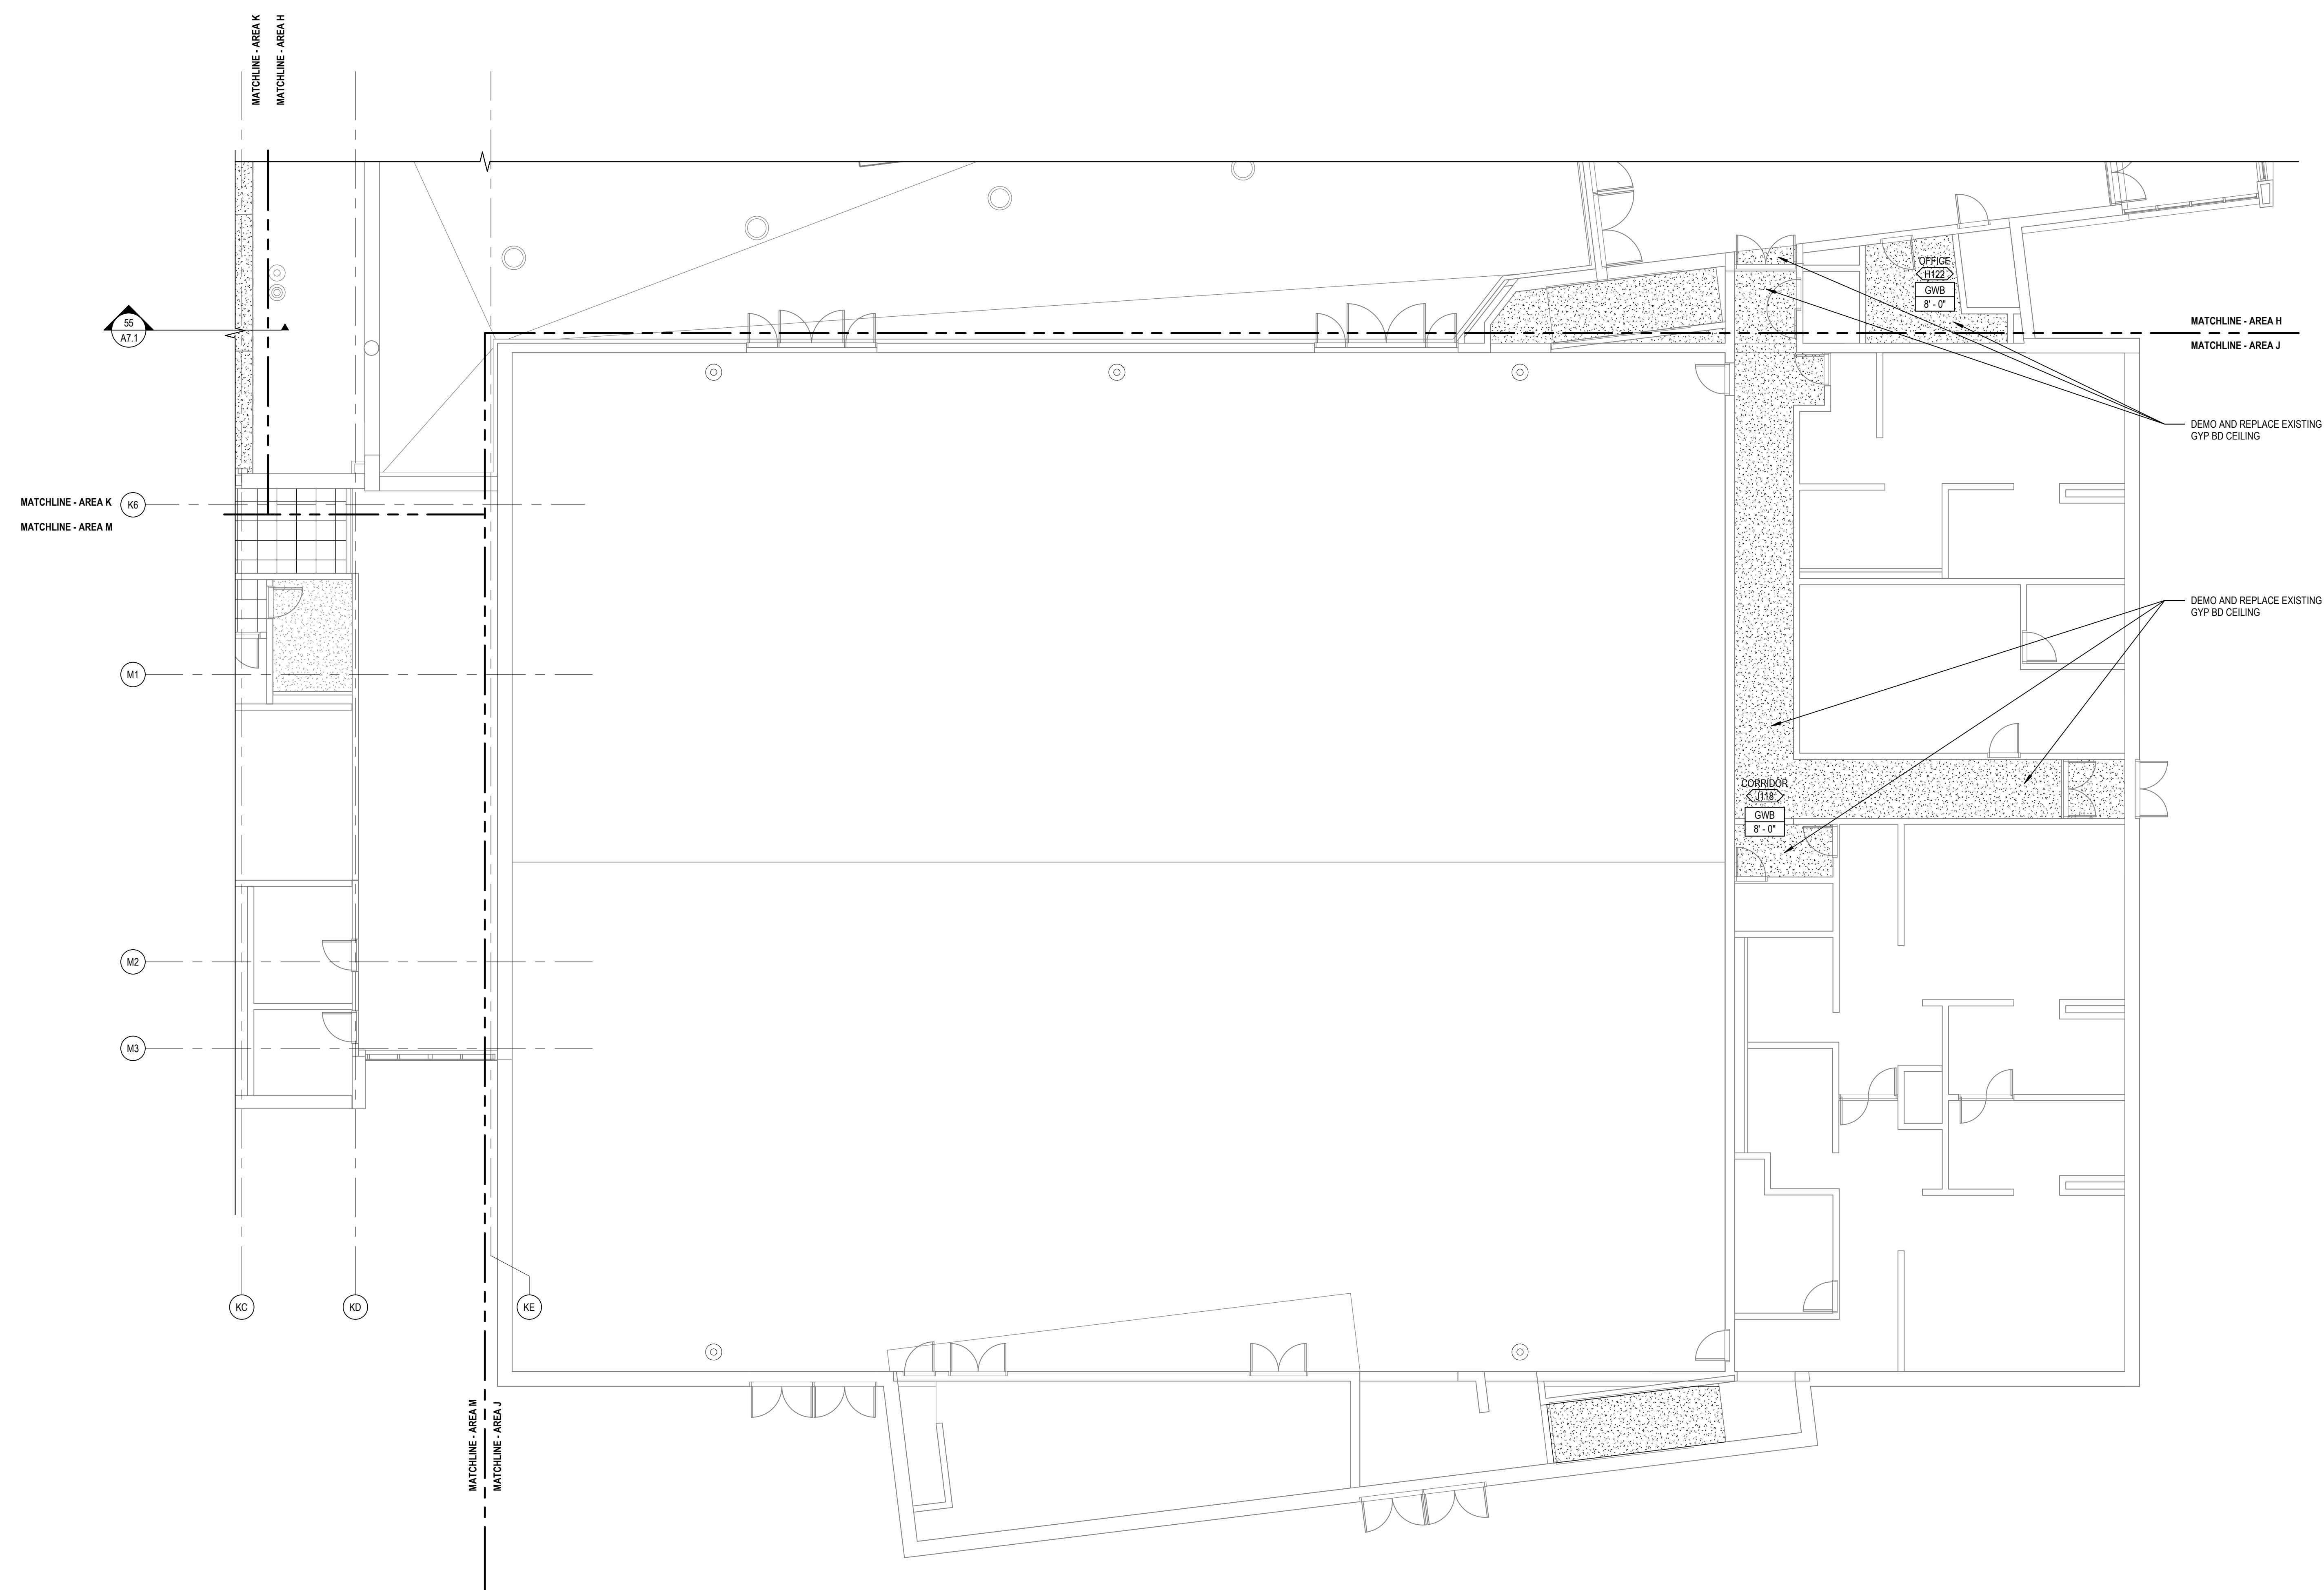 MATCHLINE - AREA K
MATCHLINE - AREA H
55
A7.1
OFFICE
H122
GWB
8' - 0"
MATCHLINE - AREA H
MATCHLINE - AREA J
DEMO AND REPLACE EXISTING
GYP BD CEILING
MATCHLINE - AREA K
K6
MATCHLINE - AREA M
DEMO AND REPLACE EXISTING
GYP BD CEILING
M1
CORRIDOR
J118
GWB
8' - 0"
M2
M3
KC
KD
KE
MATCHLINE - AREA M
MATCHLINE - AREA J